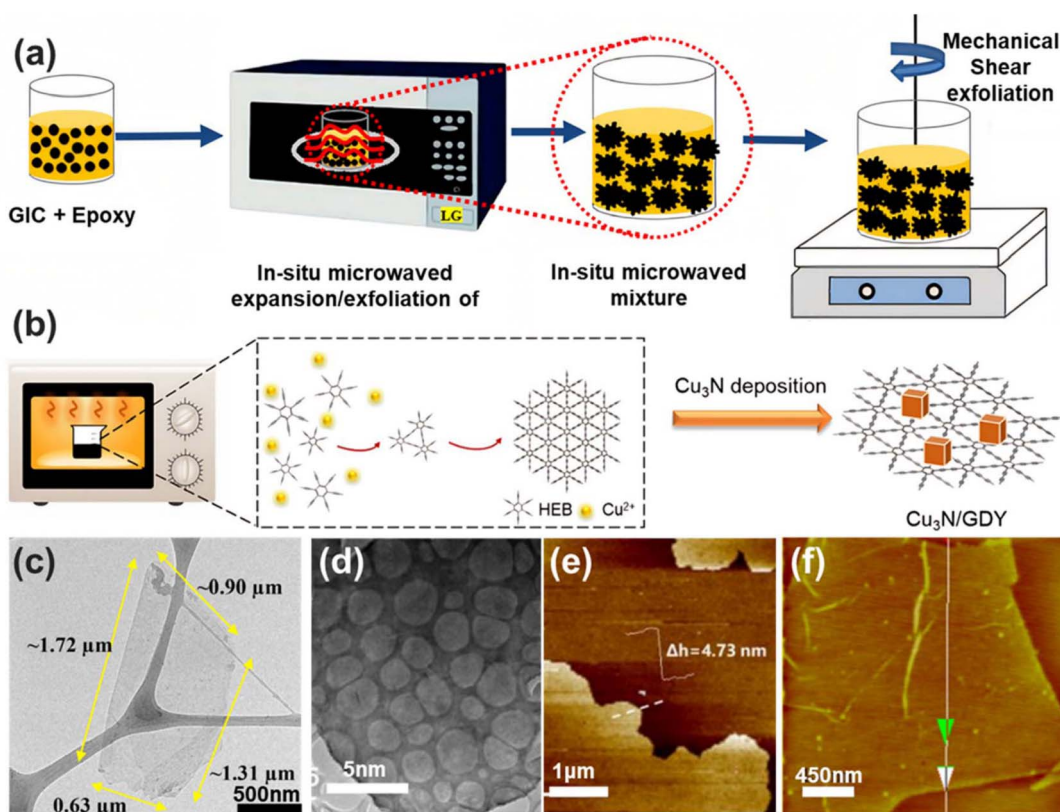 (a)
Mechanical
Shear
exfoliation
GIC + Epoxy
LG
In-situ microwaved
expansion/exfoliation of
In-situ microwaved
mixture
(b)
Cu₃N deposition
HEB
Cu²⁺
Cu₃N/GDY
(c)
~0.90 µm
~1.72 µm
~1.31 µm
0.63 µm
500nm
(d)
5nm
(e)
Δh=4.73 nm
1µm
(f)
450nm